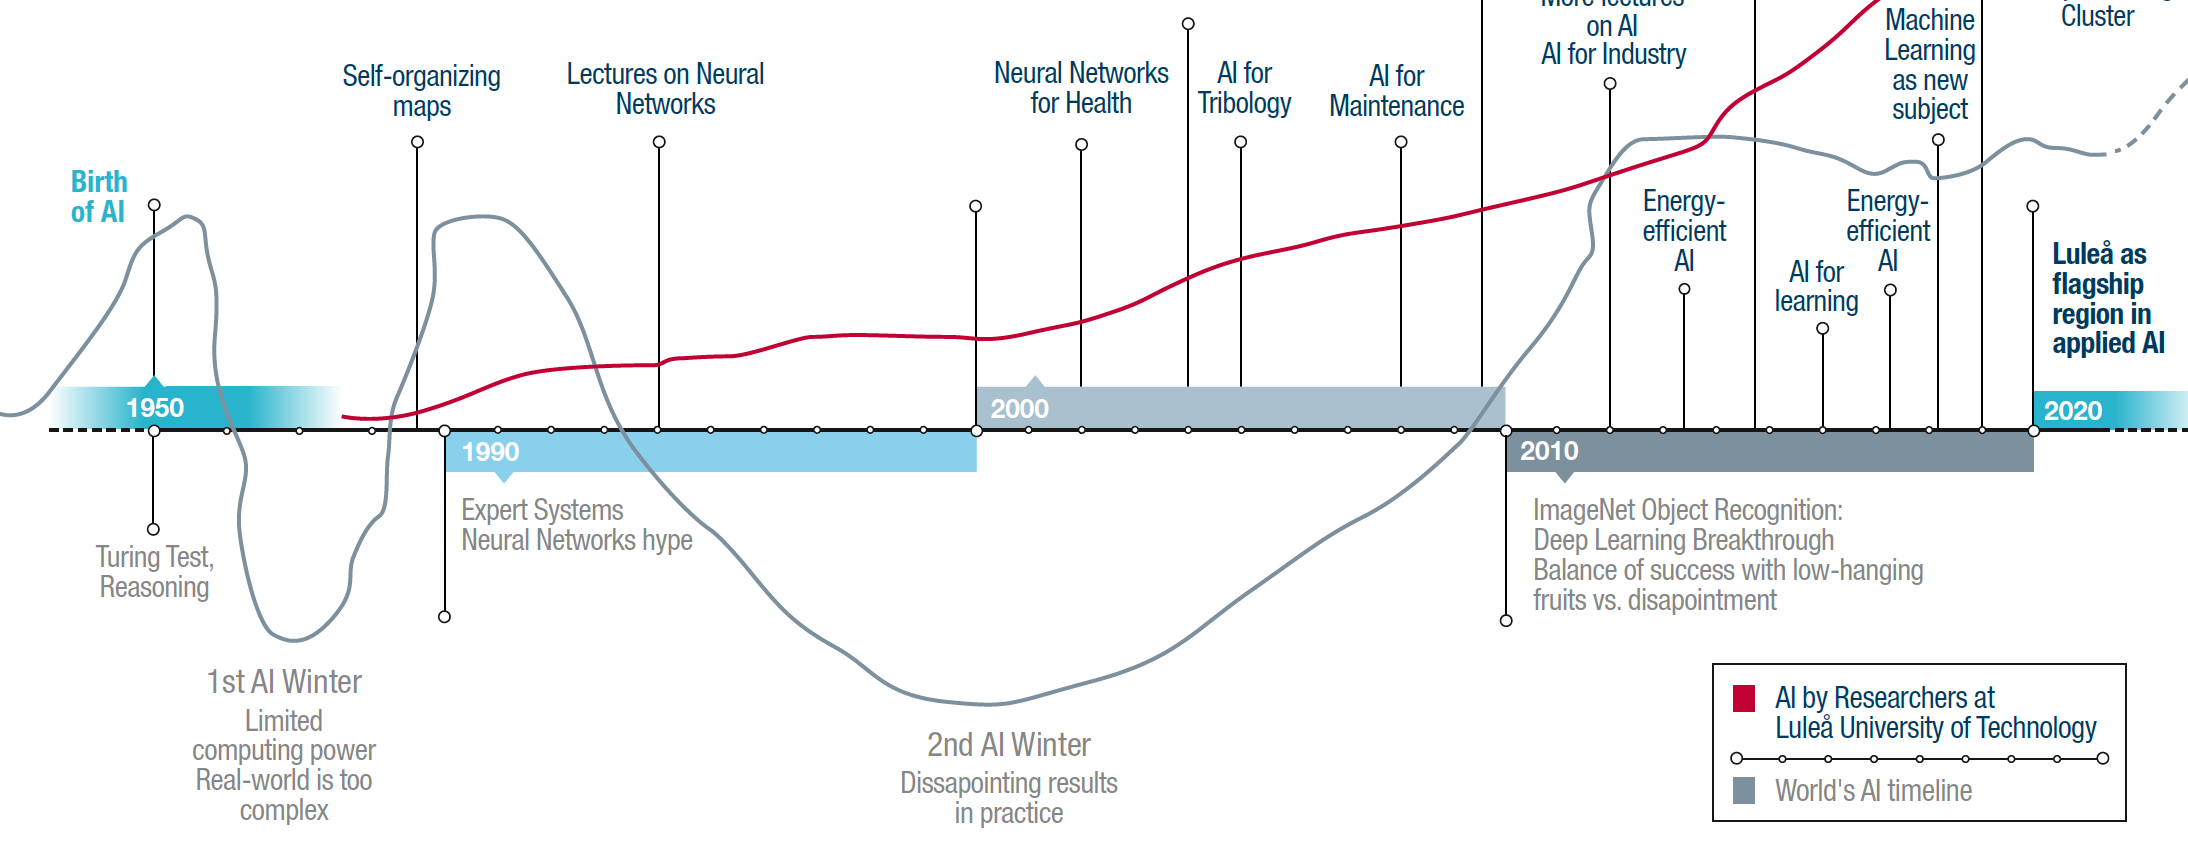 More lectures
on AI
AI for Industry
Machine
Learning
as new
subject
Cluster
Self-organizing
maps
Lectures on Neural
Networks
Neural Networks
for Health
AI for
Tribology
AI for
Maintenance
Birth
of AI
Energy-
efficient
AI
AI for
learning
Energy-
efficient
AI
Luleå as
flagship
region in
applied AI
1950
2000
2020
1990
2010
Turing Test,
Reasoning
Expert Systems
Neural Networks hype
ImageNet Object Recognition:
Deep Learning Breakthrough
Balance of success with low-hanging
fruits vs. disapointment
1st AI Winter
Limited
computing power
Real-world is too
complex
2nd AI Winter
Dissapointing results
in practice
AI by Researchers at
Luleå University of Technology
World's AI timeline